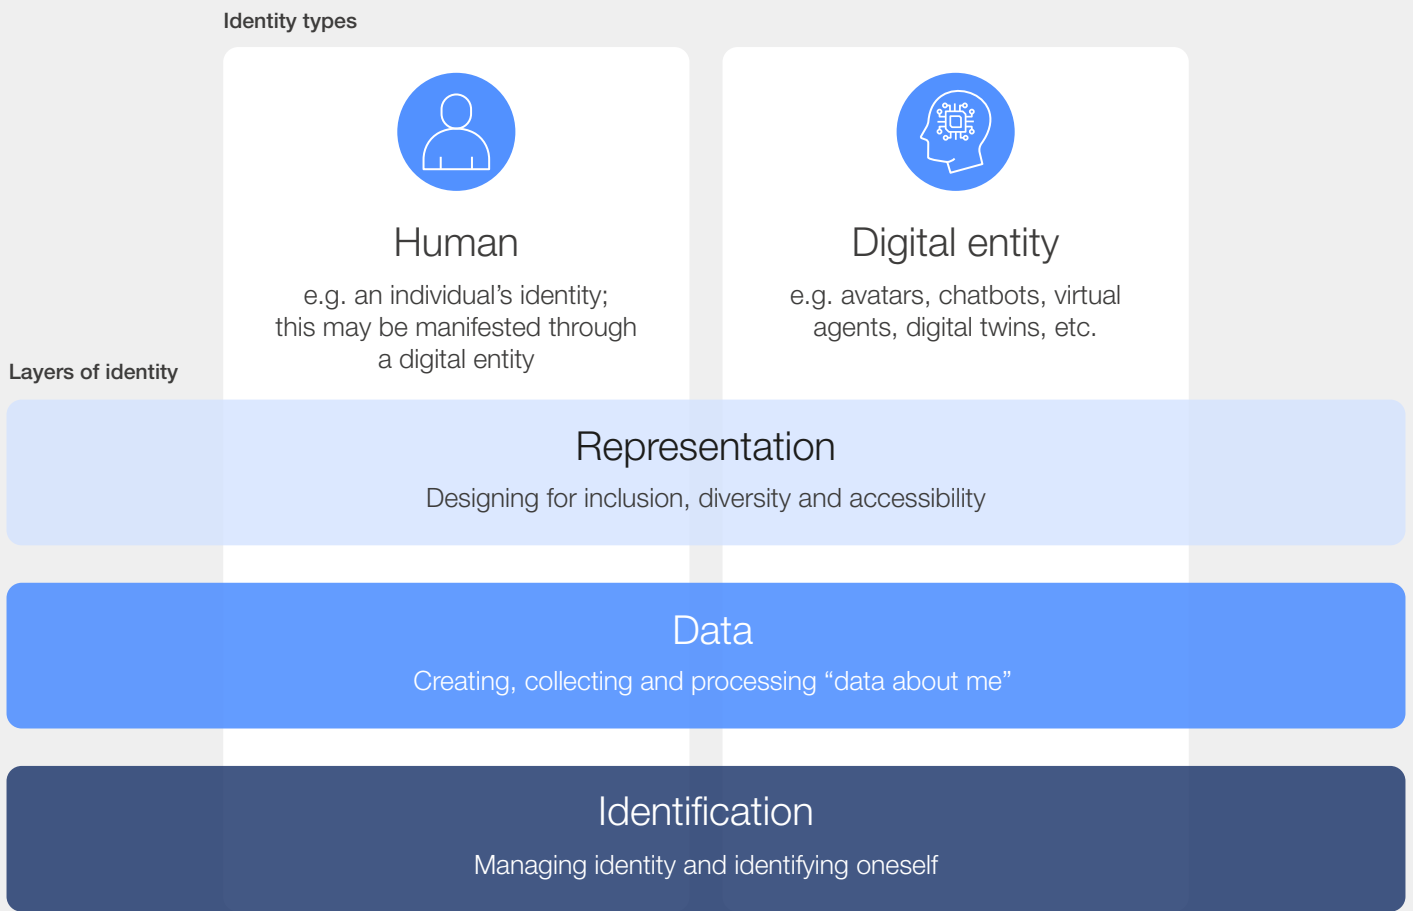 Identity types
Human
e.g. an individual’s identity;
this may be manifested through
a digital entity
Digital entity
e.g. avatars, chatbots, virtual
agents, digital twins, etc.
Layers of identity
Representation
Designing for inclusion, diversity and accessibility
Data
Creating, collecting and processing “data about me”
Identification
Managing identity and identifying oneself